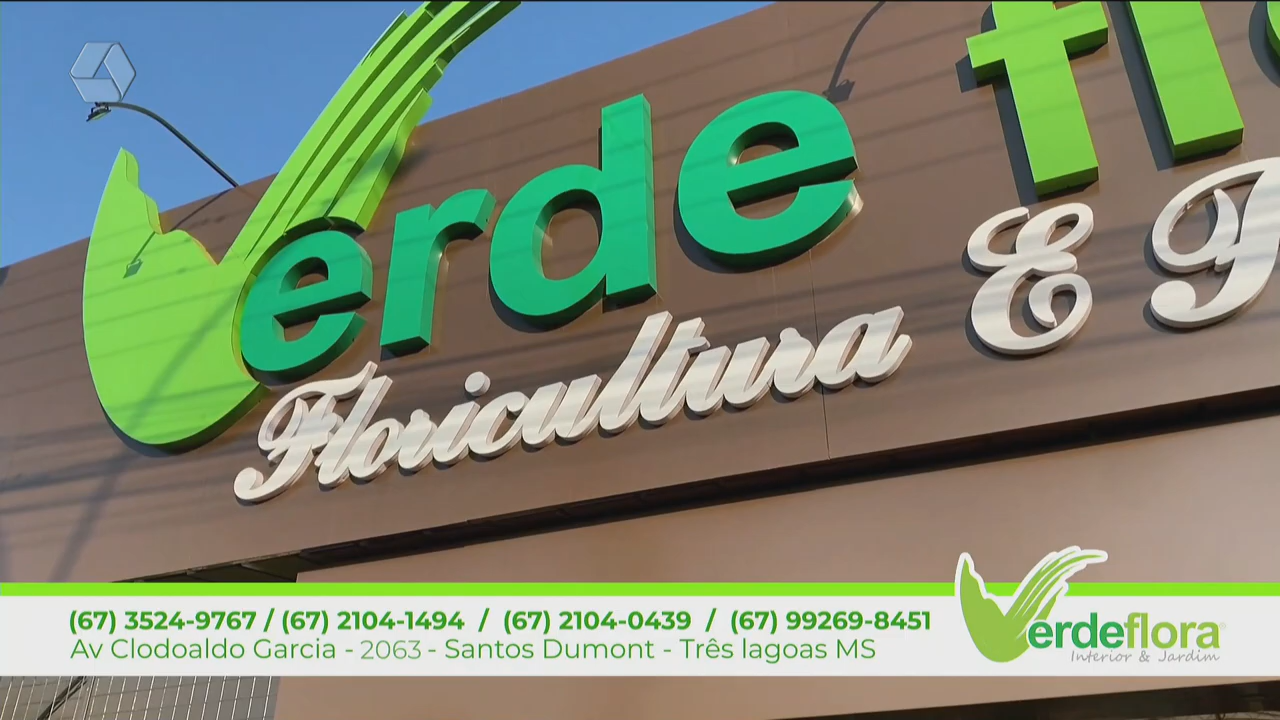 Verde fl
Floricultura E
(67) 3524-9767 / (67) 2104-1494 / (67) 2104-0439 / (67) 99269-8451
Av Clodoaldo Garcia - 2063 - Santos Dumont - Três lagoas MS
Verdeflora
Interior & Jardim